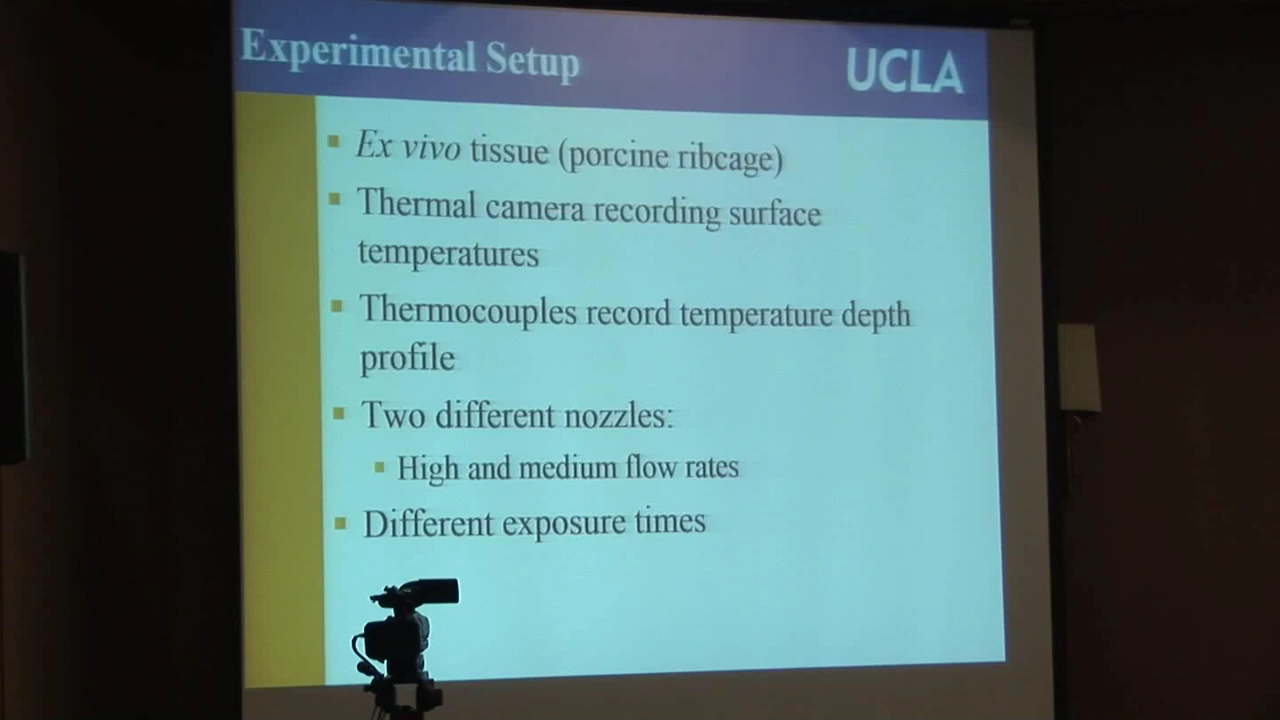 Experimental Setup
UCLA
Ex vivo tissue (porcine ribcage)
Thermal camera recording surface
temperatures
Thermocouples record temperature depth
profile
Two different nozzles:
High and medium flow rates
Different exposure times